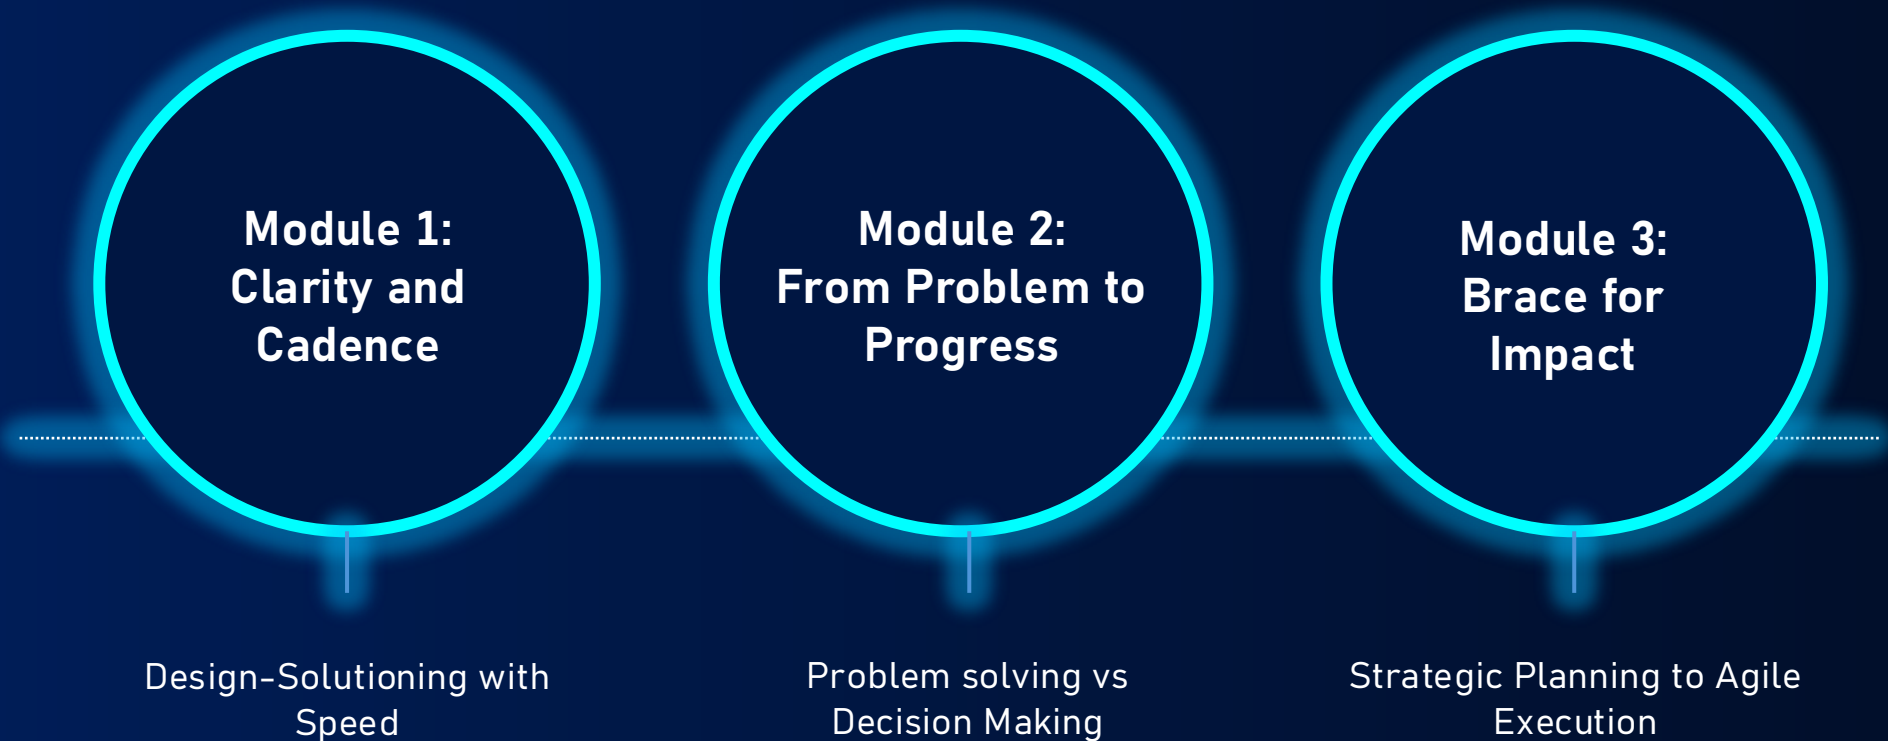 Module 1:
Clarity and
Cadence
Module 2:
From Problem to
Progress
Module 3:
Brace for
Impact
Design-Solutioning with
Speed
Problem solving vs
Decision Making
Strategic Planning to Agile
Execution